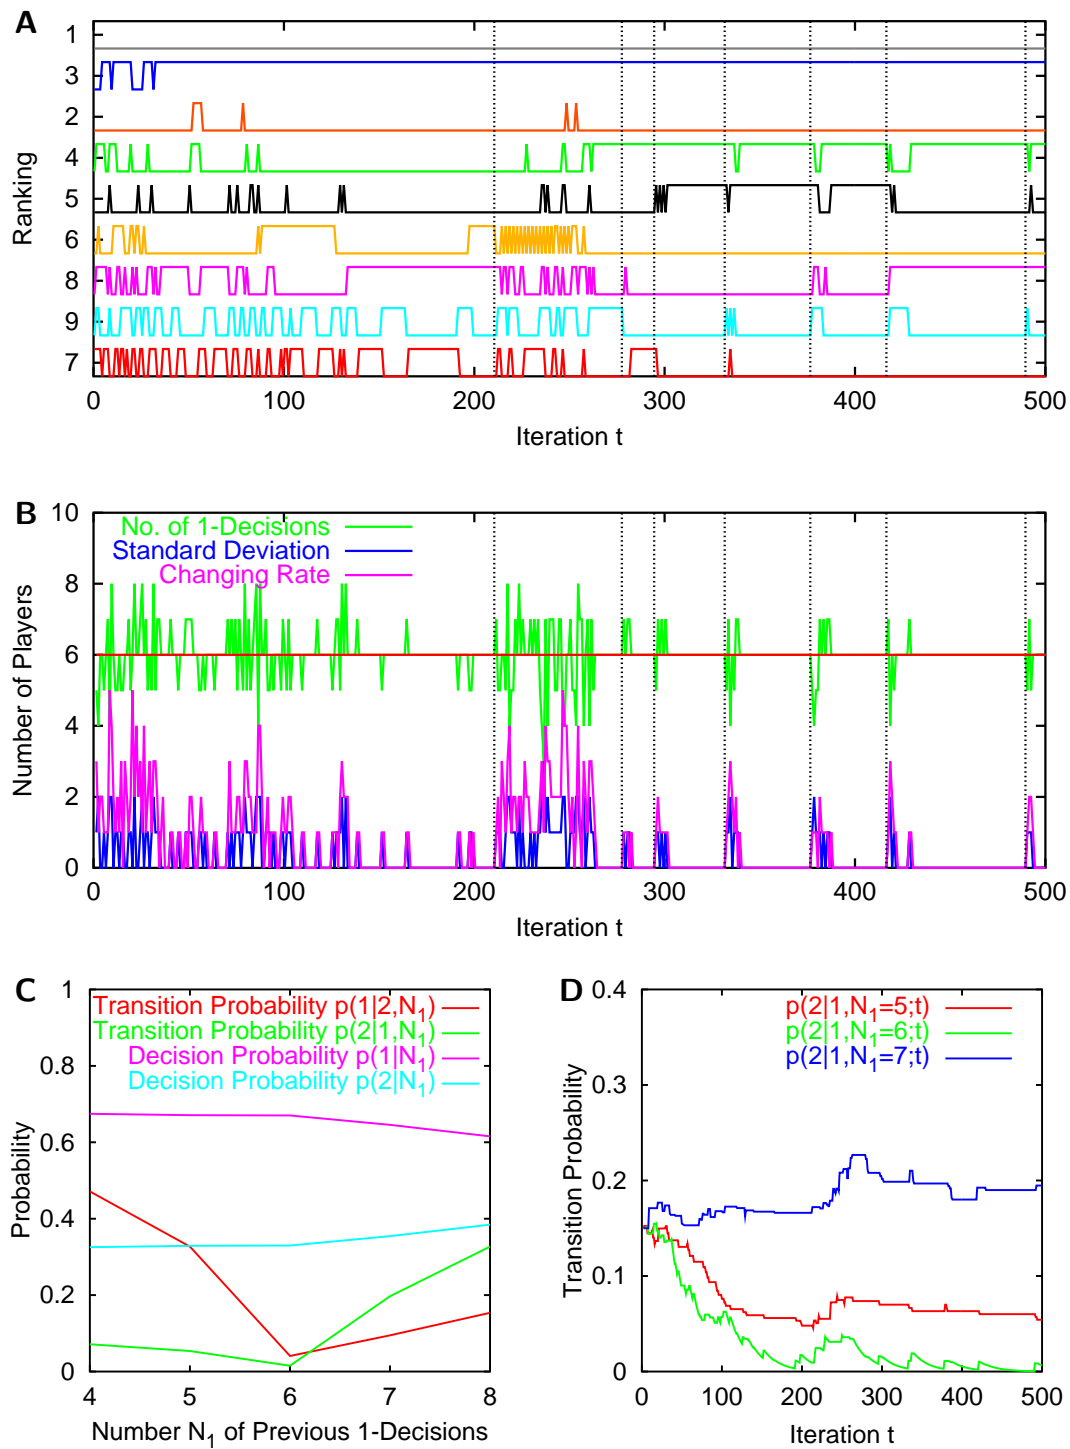 A
Ranking
1
3
2
4
5
6
8
9
7
0 100 200 300 400 500
Iteration t
B
Number of Players
10
8
6
4
2
0
No. of 1-Decisions
Standard Deviation
Changing Rate
0 100 200 300 400 500
Iteration t
C
Probability
1
0.8
0.6
0.4
0.2
0
Transition Probability p(1|2,N1)
Transition Probability p(2|1,N1)
Decision Probability p(1|N1)
Decision Probability p(2|N1)
4 5 6 7 8
Number N1 of Previous 1-Decisions
D
Transition Probability
0.4
0.3
0.2
0.1
0
p(2|1,N1=5;t)
p(2|1,N1=6;t)
p(2|1,N1=7;t)
0 100 200 300 400 500
Iteration t